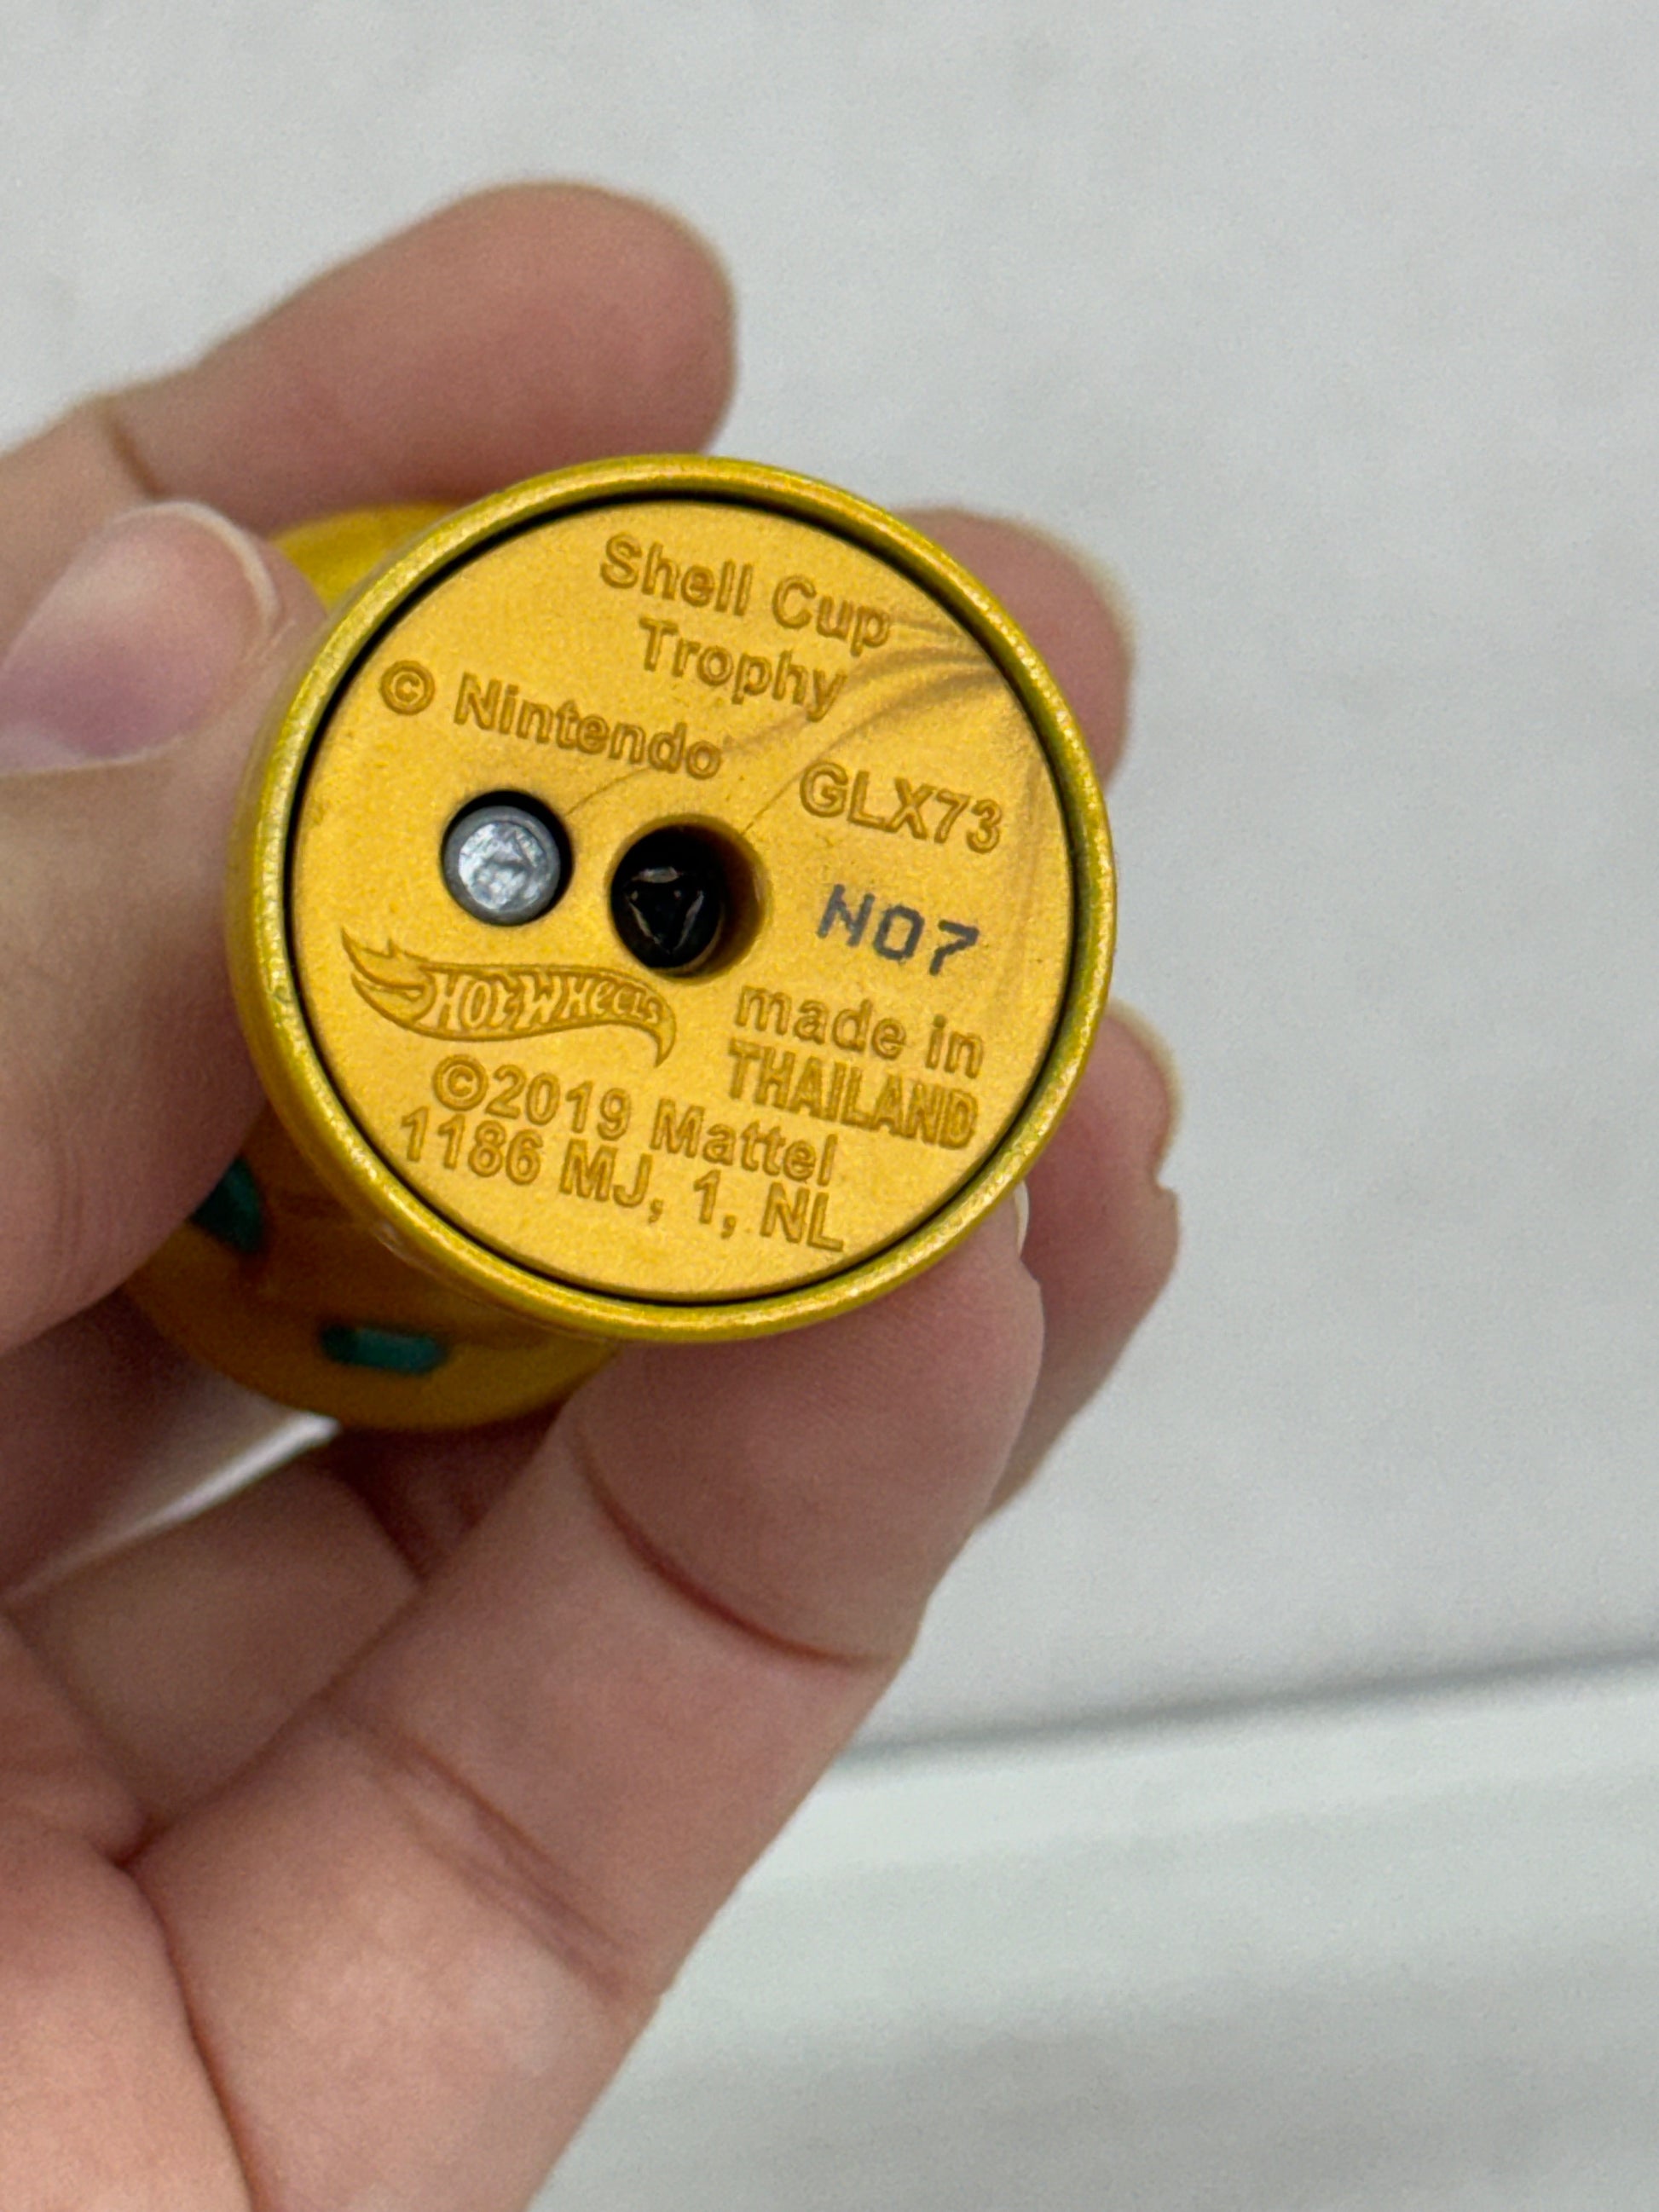 Shell Cup
Trophy
© Nintendo
GLX73
N07
HOT WHEELS
made in
THAILAND
©2019 Mattel
1186 MJ, 1, NL